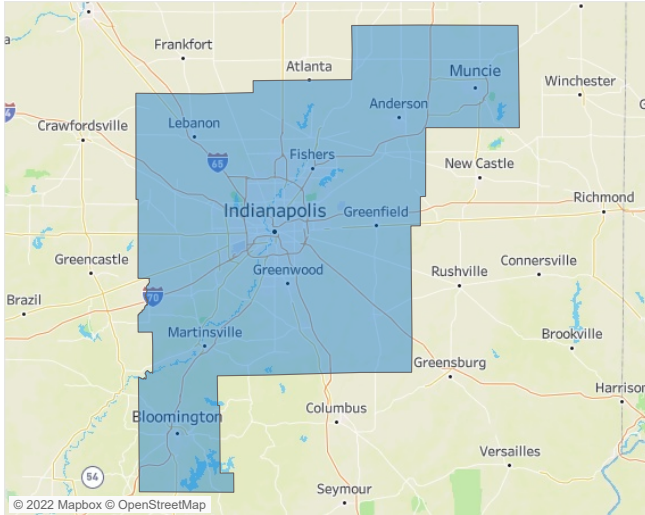 Frankfort
Muncie
Atlanta
Winchester
Anderson
Lebanon
Crawfordsville
Fishers
65
New Castle
Richmond
Indianapolis
Greenfield
Greencastle
Connersville
Greenwood
Rushville
70
Brazil
Martinsville
Brookville
Greensburg
Harrison
Bloomington
Columbus
Versailles
54
Seymour
© 2022 Mapbox © OpenStreetMap